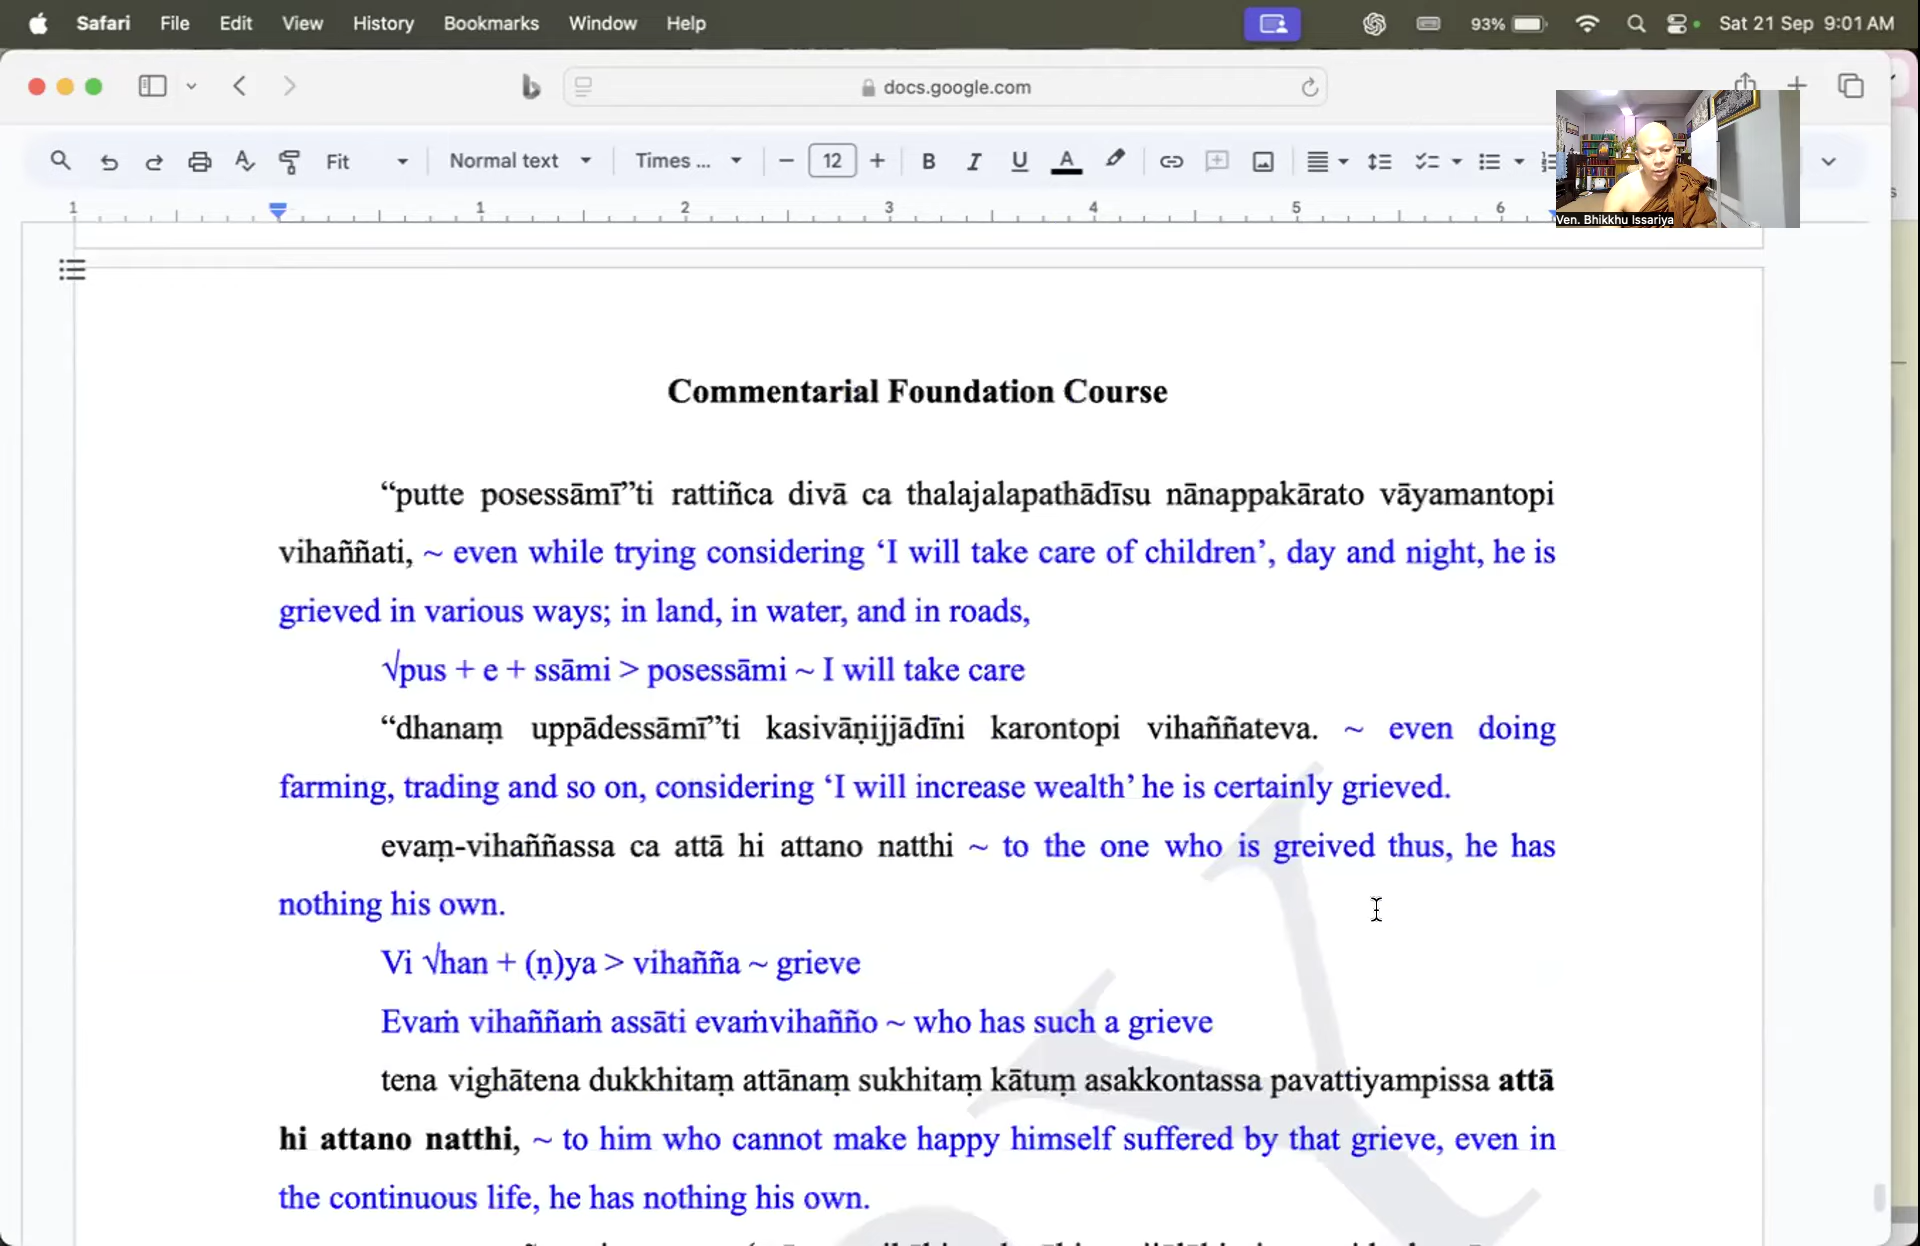 Safari File Edit View History Bookmarks Window Help 93% Sat 21 Sep 9:01 AM
docs.google.com
Fit Normal text Times ... 12 B I U A
1 1 2 3 4 5 6
Ven. Bhikkhu Issariya
Commentarial Foundation Course
“putte posessāmī”ti rattiñca divā ca thalajalapathādīsu nānappakārato vāyamantopi
vihaññati, ~ even while trying considering ‘I will take care of children’, day and night, he is
grieved in various ways; in land, in water, and in roads,
√pus + e + ssāmi > posessāmi ~ I will take care
“dhanaṃ uppādessāmī”ti kasivāṇijjādīni karontopi vihaññateva. ~ even doing
farming, trading and so on, considering ‘I will increase wealth’ he is certainly grieved.
evaṃ-vihaññassa ca attā hi attano natthi ~ to the one who is greived thus, he has
nothing his own.
Vi √han + (ṇ)ya > vihañña ~ grieve
Evaṁ vihaññaṁ assāti evaṁvihañño ~ who has such a grieve
tena vighātena dukkhitaṃ attānaṃ sukhitaṃ kātuṃ asakkontassa pavattiyampissa attā
hi attano natthi, ~ to him who cannot make happy himself suffered by that grieve, even in
the continuous life, he has nothing his own.